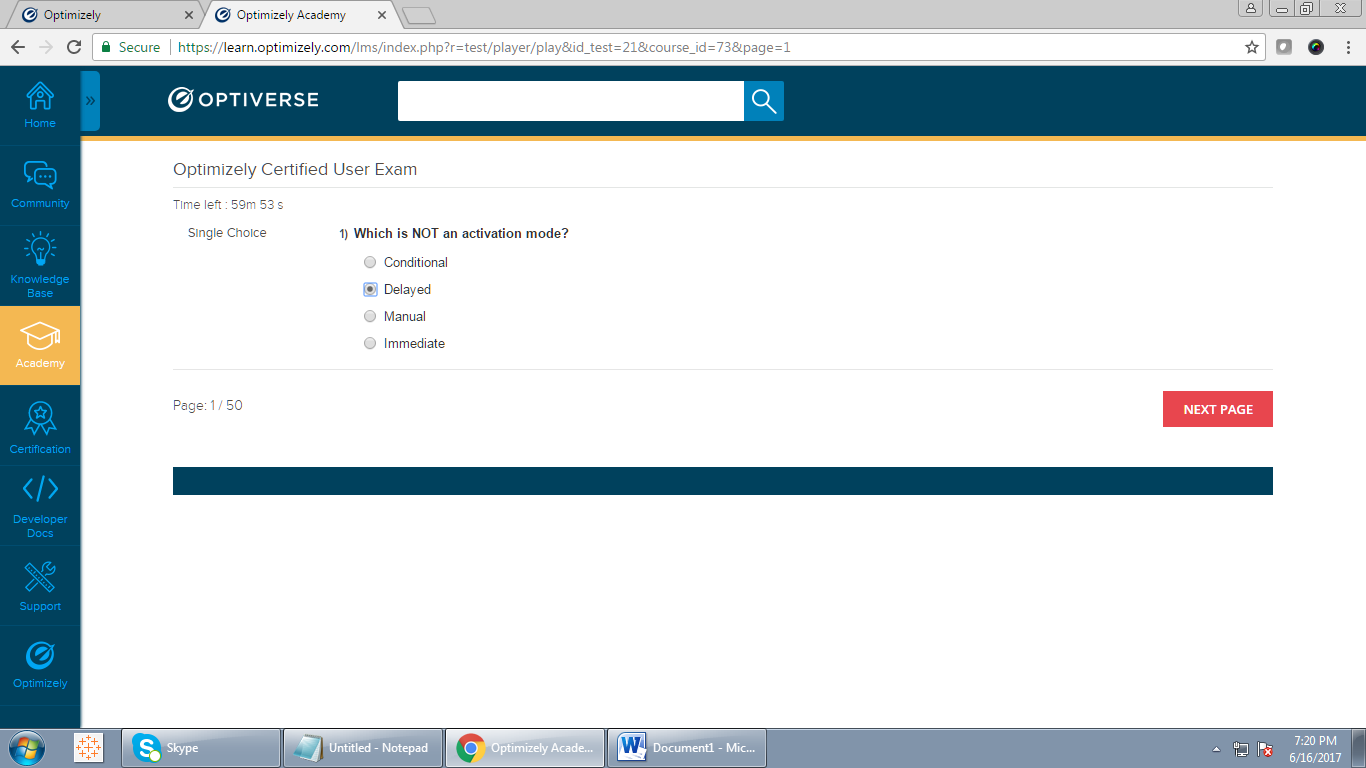 Optimizely
Optimizely Academy
Secure
https://learn.optimizely.com/lms/index.php?r=test/player/play&id_test=21&course_id=73&page=1
»
OPTIVERSE
Home
Community
Knowledge
Base
Academy
Certification
Developer
Docs
Support
Optimizely
Optimizely Certified User Exam
Time left : 59m 53 s
Single Choice
1) Which is NOT an activation mode?
Conditional
Delayed
Manual
Immediate
Page: 1 / 50
NEXT PAGE
Skype
Untitled - Notepad
Optimizely Acade...
Document1 - Mic...
7:20 PM
6/16/2017